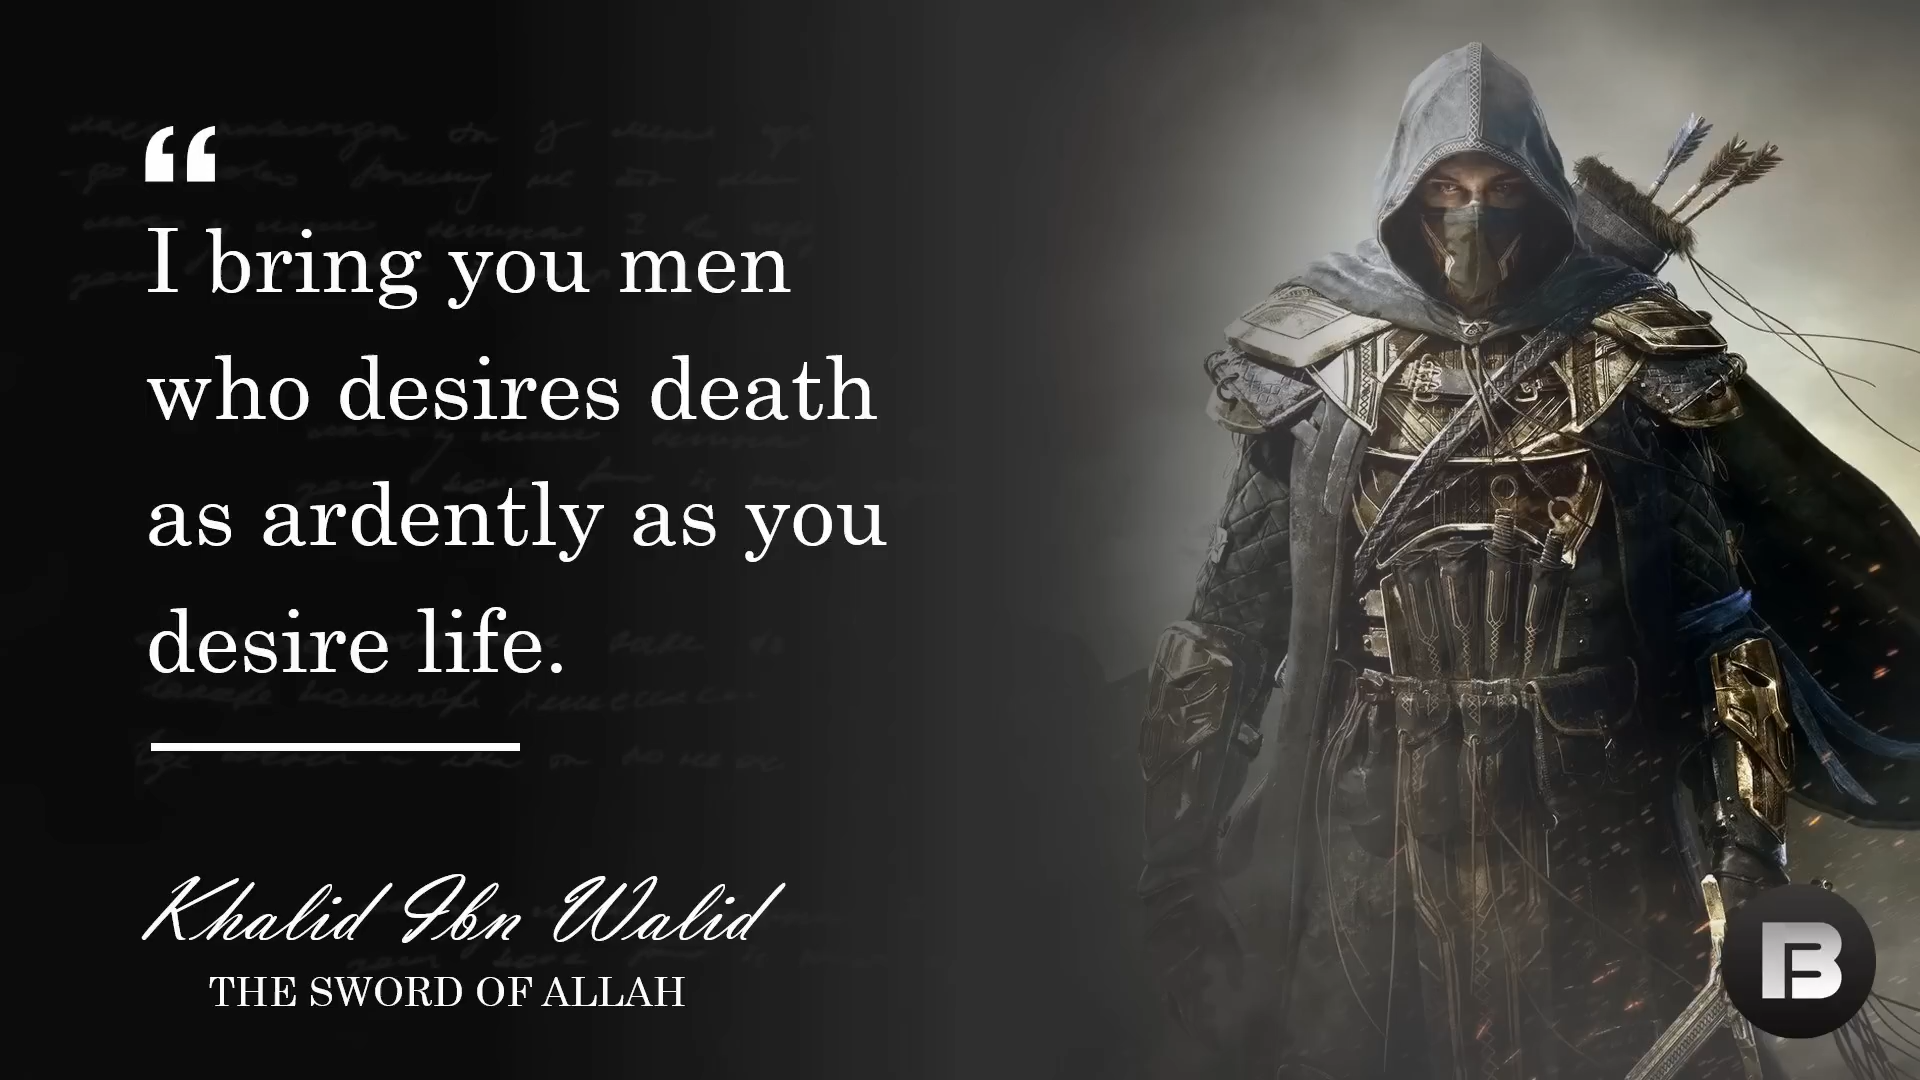 “
I bring you men
who desires death
as ardently as you
desire life.
Khalid Ibn Walid
THE SWORD OF ALLAH
B